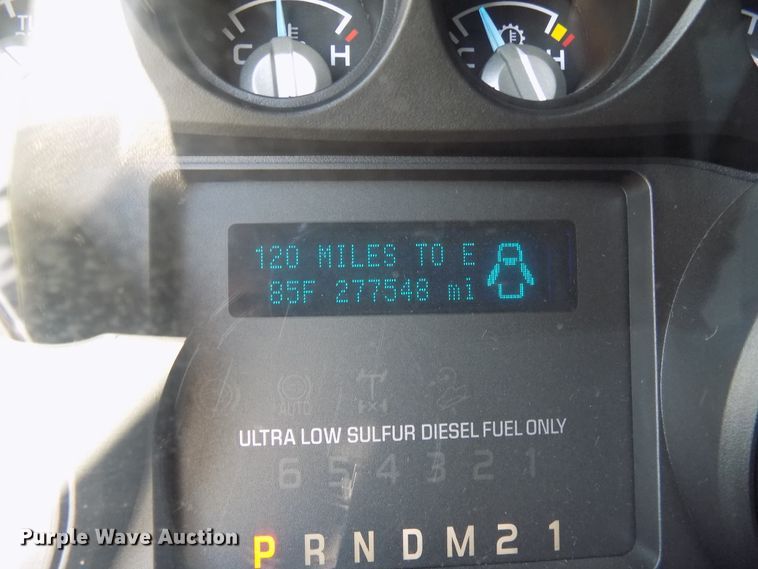 TU
C H
C H
120 MILES TO E
85F 277548 mi
AUTO
ULTRA LOW SULFUR DIESEL FUEL ONLY
6 5 4 3 2 1
P R N D M 2 1
Purple Wave Auction®